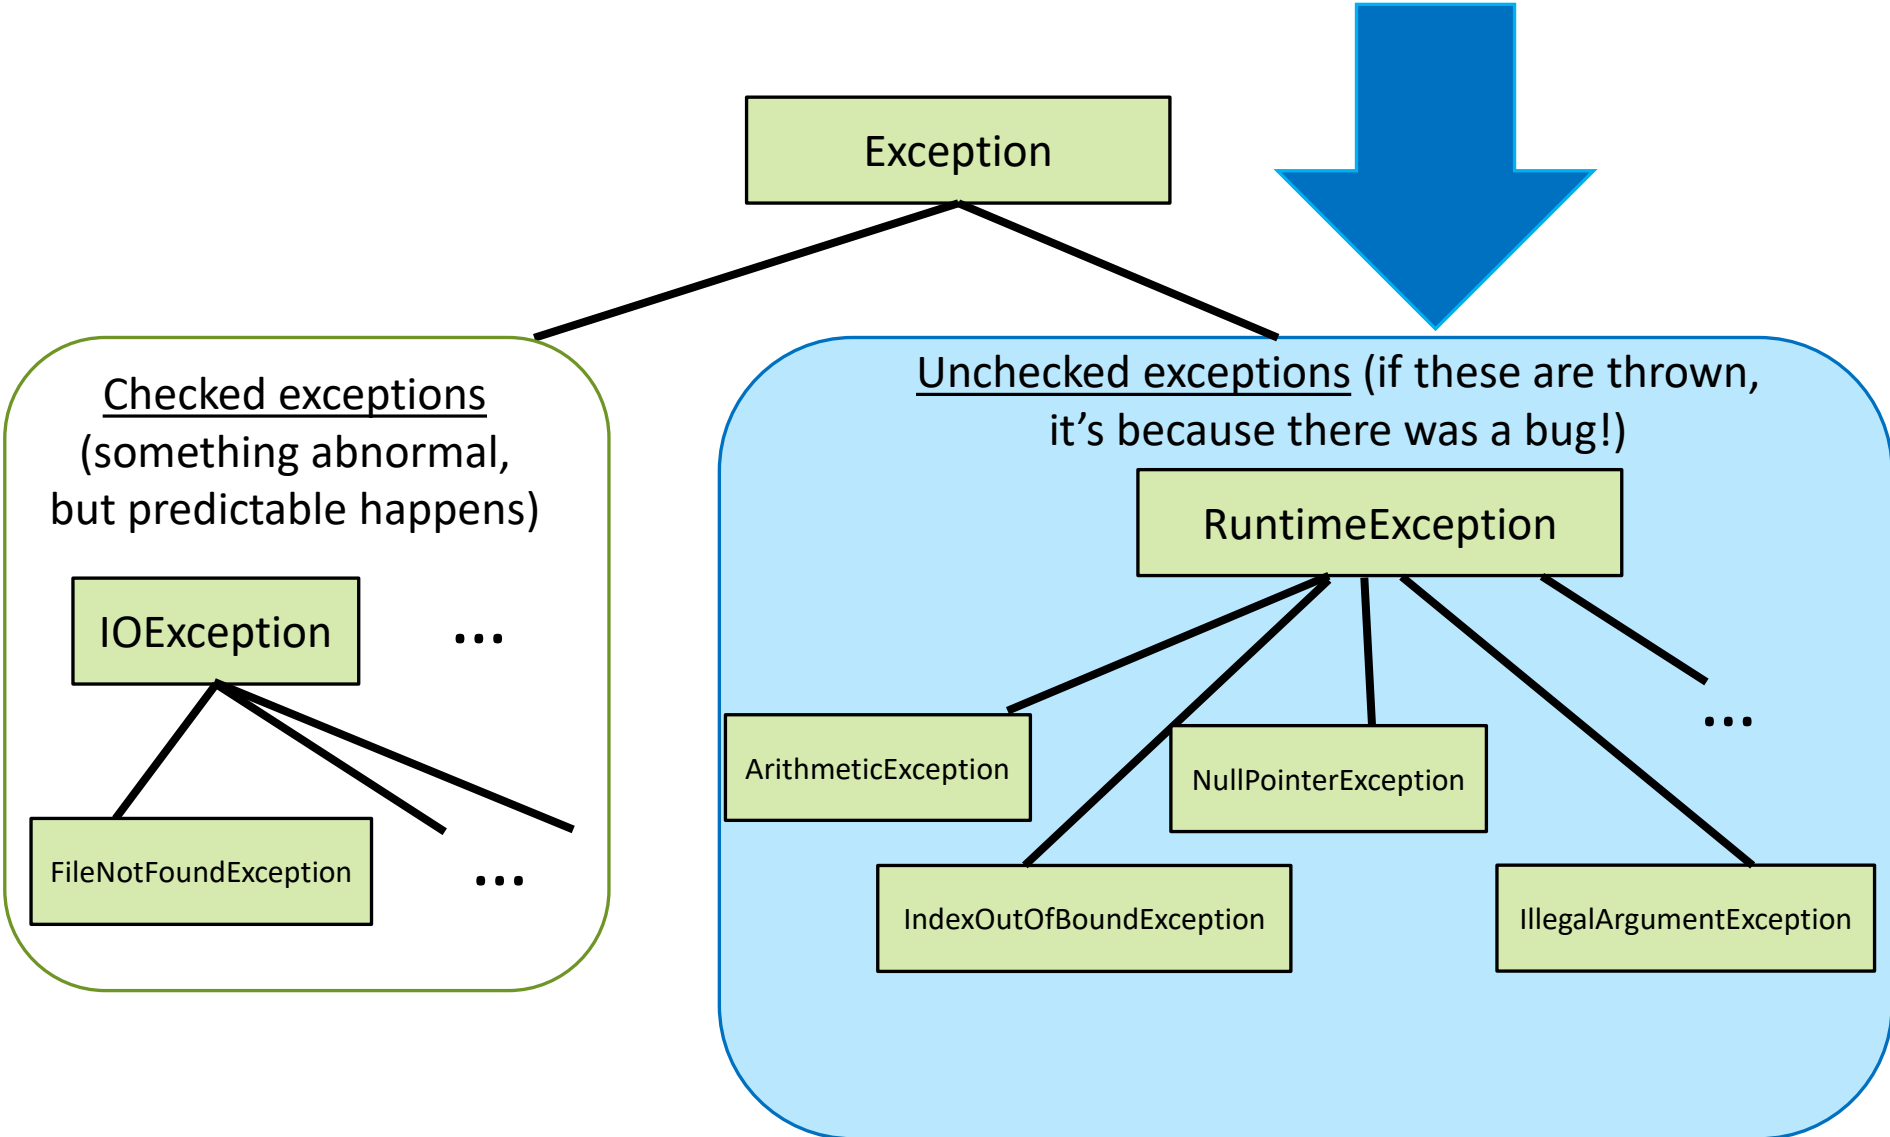 Exception
Checked exceptions
(something abnormal,
but predictable happens)
IOException
...
FileNotFoundException
...
Unchecked exceptions (if these are thrown,
it’s because there was a bug!)
RuntimeException
...
ArithmeticException
NullPointerException
IndexOutOfBoundException
IllegalArgumentException